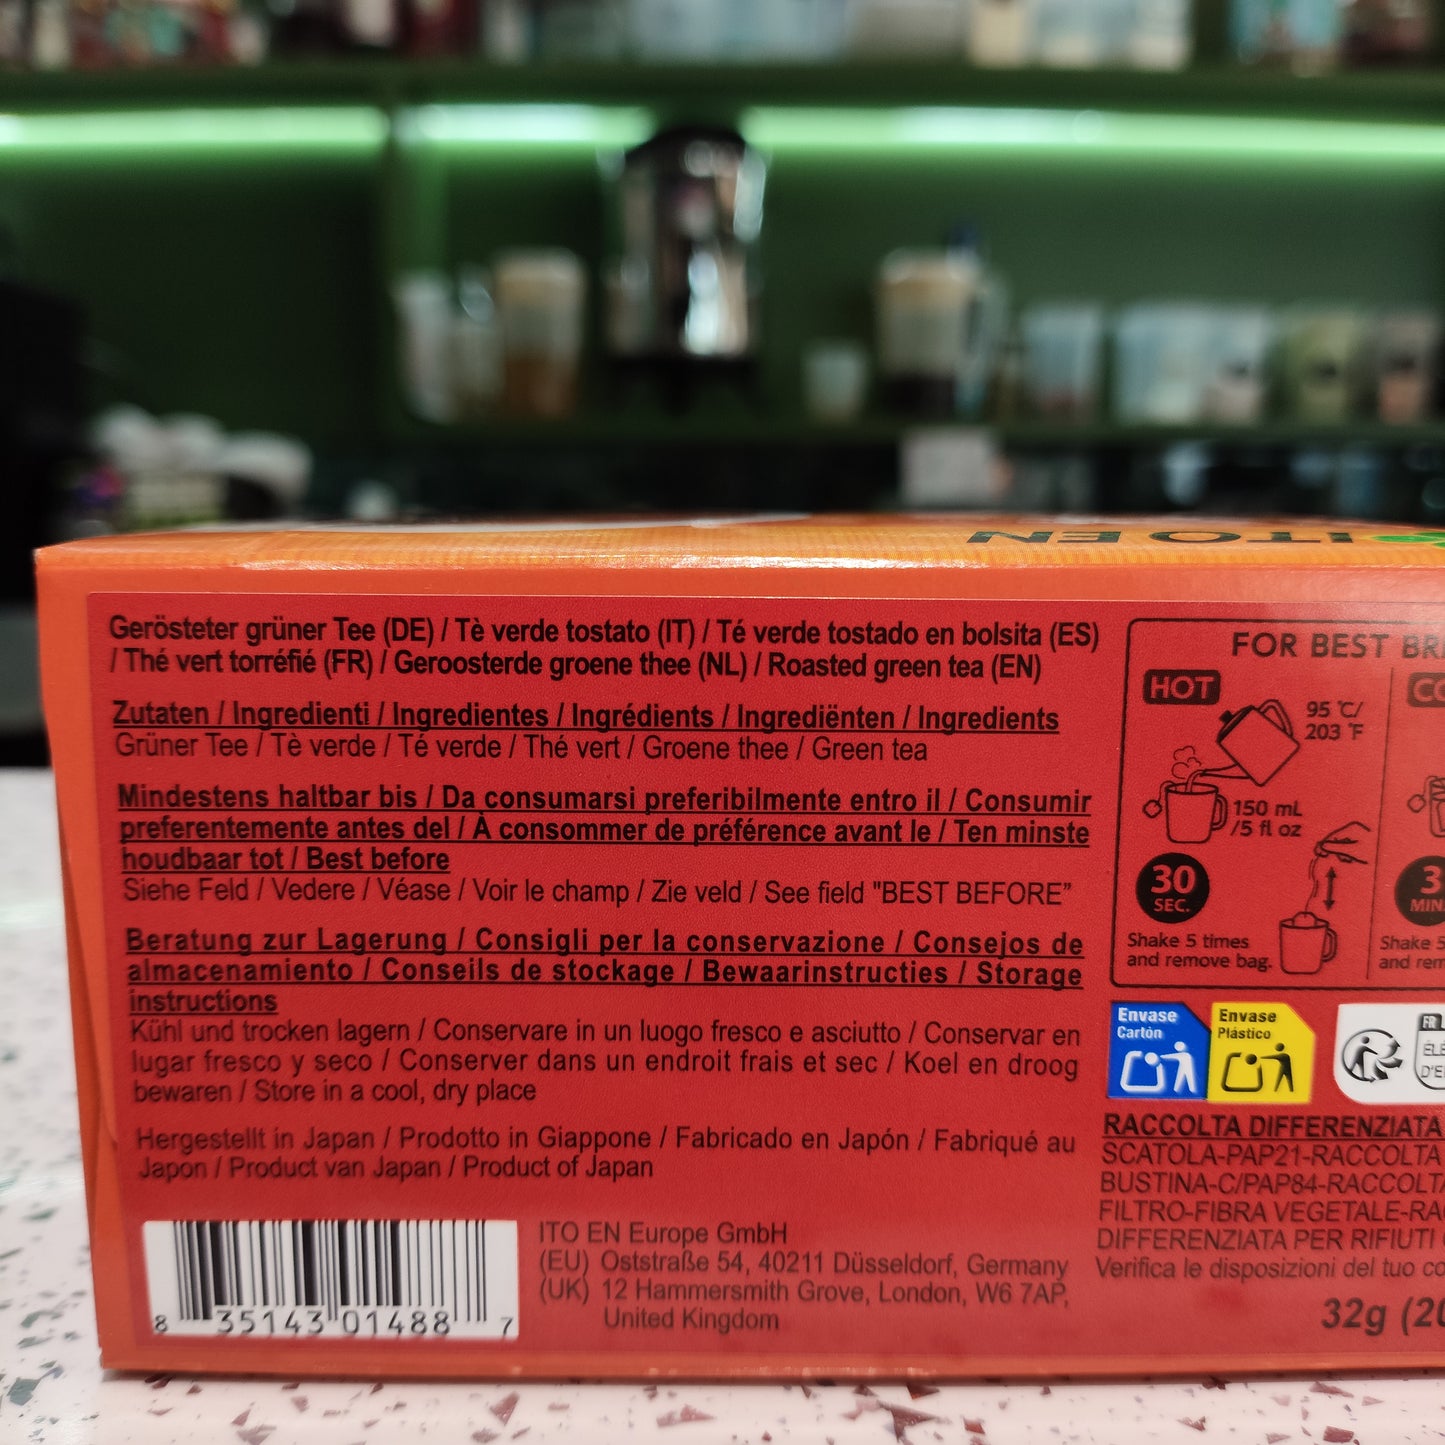 ITO EN
Gerösteter grüner Tee (DE) / Tè verde tostato (IT) / Té verde tostado en bolsita (ES)
/ Thé vert torréfié (FR) / Geroosterde groene thee (NL) / Roasted green tea (EN)
Zutaten / Ingredienti / Ingredientes / Ingrédients / Ingrediënten / Ingredients
Grüner Tee / Tè verde / Té verde / Thé vert / Groene thee / Green tea
Mindestens haltbar bis / Da consumarsi preferibilmente entro il / Consumir
preferentemente antes del / À consommer de préférence avant le / Ten minste
houdbaar tot / Best before
Siehe Feld / Vedere / Véase / Voir le champ / Zie veld / See field "BEST BEFORE”
Beratung zur Lagerung / Consigli per la conservazione / Consejos de
almacenamiento / Conseils de stockage / Bewaarinstructies / Storage
instructions
Kühl und trocken lagern / Conservare in un luogo fresco e asciutto / Conservar en
lugar fresco y seco / Conserver dans un endroit frais et sec / Koel en droog
bewaren / Store in a cool, dry place
Hergestellt in Japan / Prodotto in Giappone / Fabricado en Japón / Fabriqué au
Japon / Product van Japan / Product of Japan
8 35143 01488 7
ITO EN Europe GmbH
(EU) Oststraße 54, 40211 Düsseldorf, Germany
(UK) 12 Hammersmith Grove, London, W6 7AP,
United Kingdom
FOR BEST
HOT
95 °C/
203 °F
150 mL
/5 fl oz
30
SEC.
Shake 5 times
and remove bag.
MIN.
Shake 5
and
Envase
Cartón
Envase
Plástico
FR
RACCOLTA DIFFERENZIATA
SCATOLA-PAP21-RACCOLTA
BUSTINA-C/PAP84-RACCOLTA
FILTRO-FIBRA VEGETALE-
DIFFERENZIATA PER RIFIUTI
Verifica le disposizioni del tuo
32g